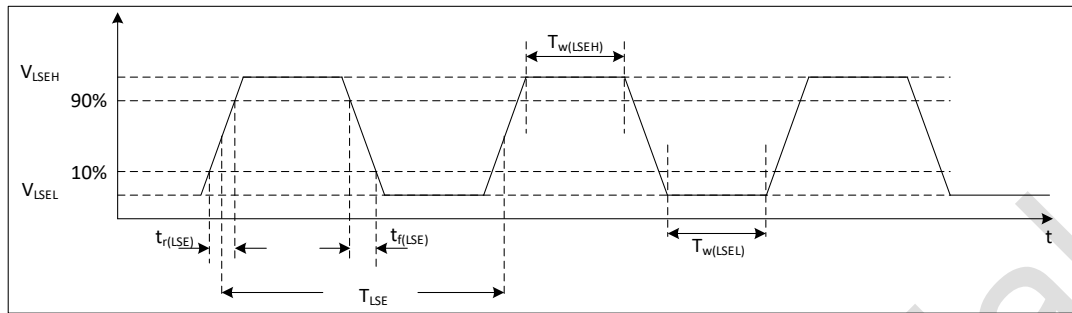 V_LSEH
90%
10%
V_LSEL
T_w(LSEH)
t_r(LSE)
t_f(LSE)
T_w(LSEL)
t
T_LSE